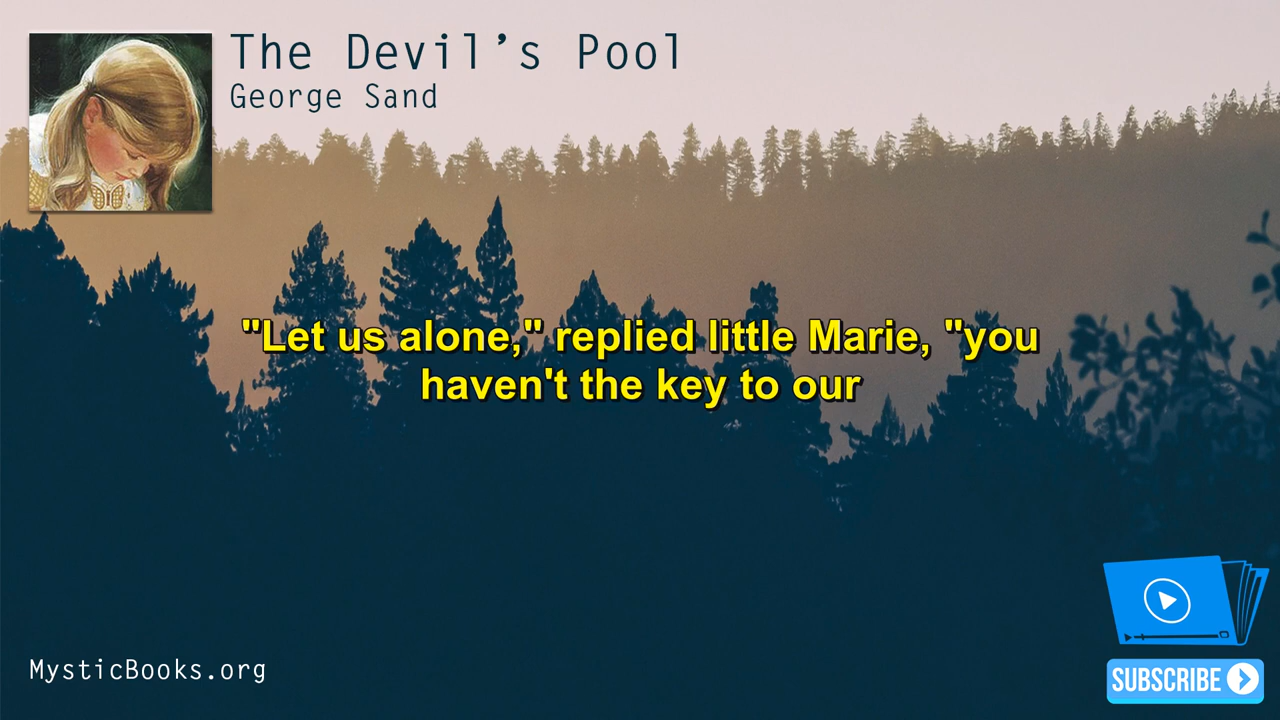 The Devil’s Pool
George Sand
"Let us alone," replied little Marie, "you
haven't the key to our
MysticBooks.org
SUBSCRIBE